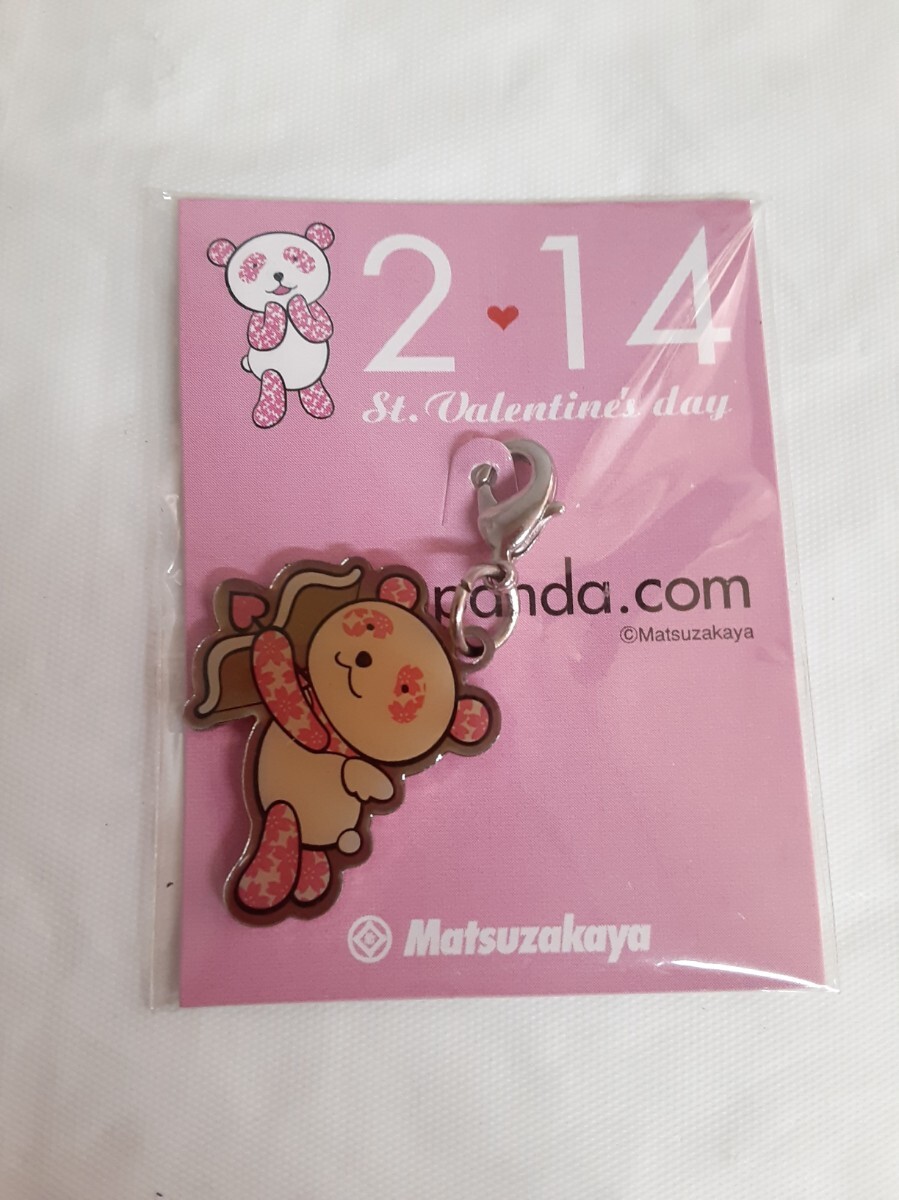 2♥14
St. Valentine's day
panda.com
©Matsuzakaya
Matsuzakaya